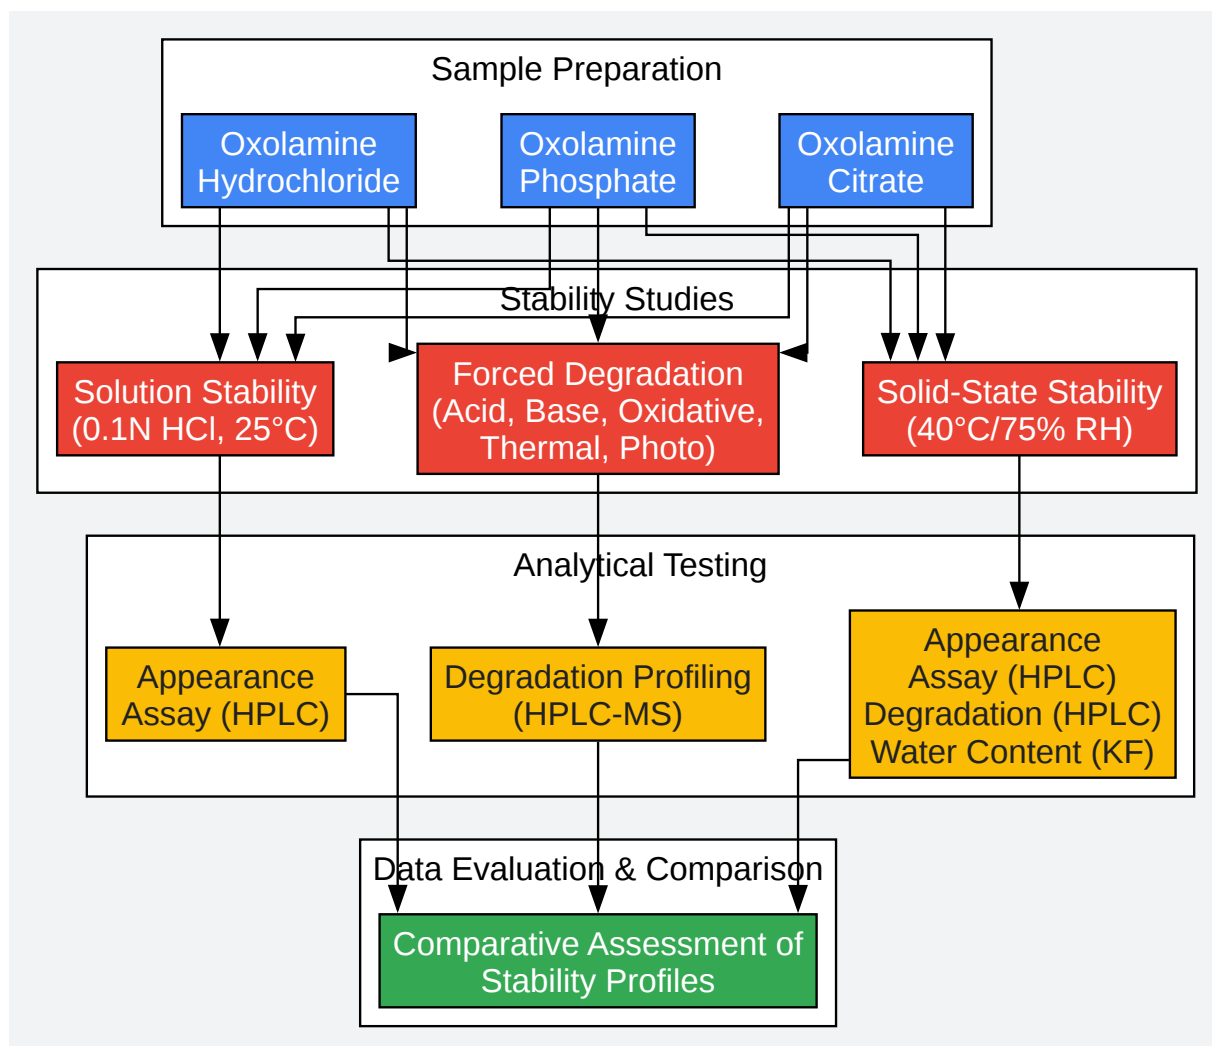 Sample Preparation
Oxolamine
Hydrochloride
Oxolamine
Phosphate
Oxolamine
Citrate
Stability Studies
Solution Stability
(0.1N HCl, 25°C)
Forced Degradation
(Acid, Base, Oxidative,
Thermal, Photo)
Solid-State Stability
(40°C/75% RH)
Analytical Testing
Appearance
Assay (HPLC)
Degradation Profiling
(HPLC-MS)
Appearance
Assay (HPLC)
Degradation (HPLC)
Water Content (KF)
Data Evaluation & Comparison
Comparative Assessment of
Stability Profiles